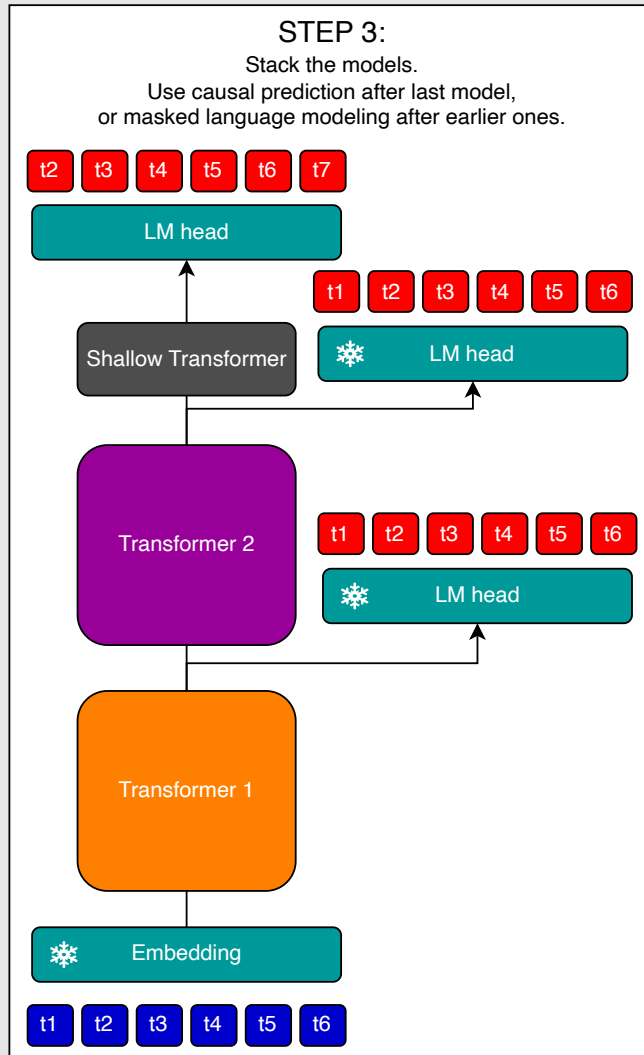 STEP 3:
Stack the models.
Use causal prediction after last model,
or masked language modeling after earlier ones.
t2 t3 t4 t5 t6 t7
LM head
t1 t2 t3 t4 t5 t6
Shallow Transformer
LM head
Transformer 2
t1 t2 t3 t4 t5 t6
LM head
Transformer 1
Embedding
t1 t2 t3 t4 t5 t6